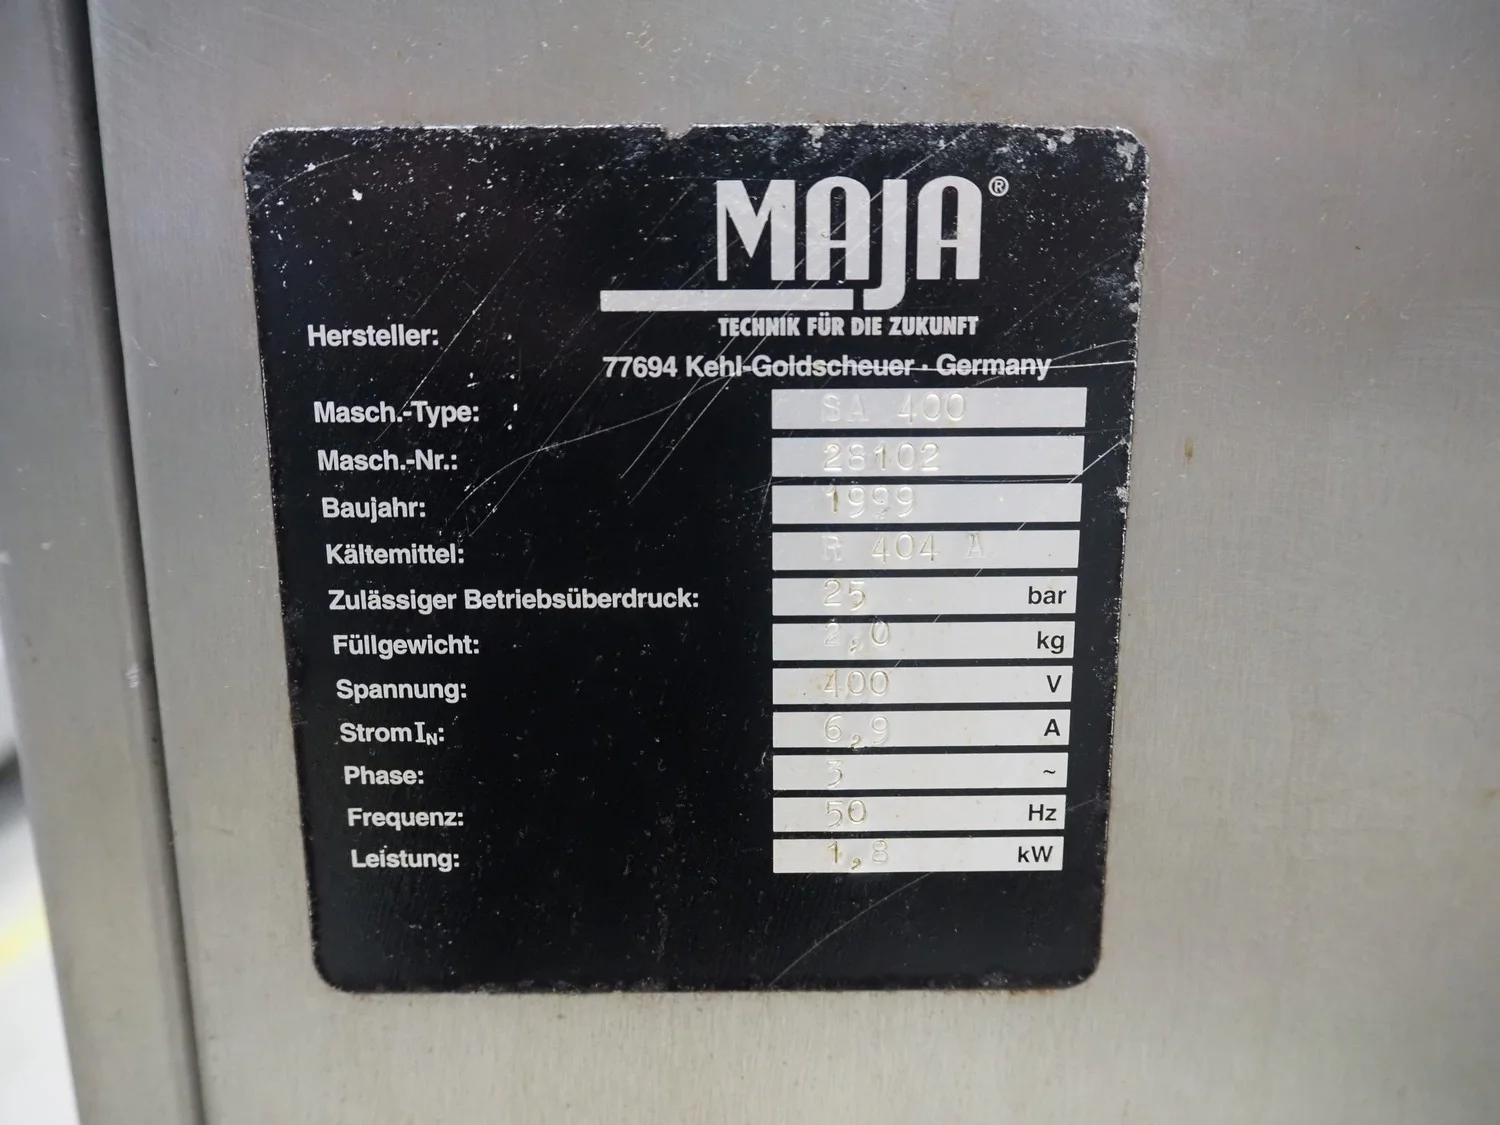 MAJA®
TECHNIK FÜR DIE ZUKUNFT
Hersteller:
77694 Kehl-Goldscheuer · Germany
Masch.-Type: SA 400
Masch.-Nr.: 28102
Baujahr: 1999
Kältemittel: R 404 A
Zulässiger Betriebsüberdruck: 25 bar
Füllgewicht: 2,0 kg
Spannung: 400 V
Strom IN: 6,9 A
Phase: 3 ~
Frequenz: 50 Hz
Leistung: 1,8 kW